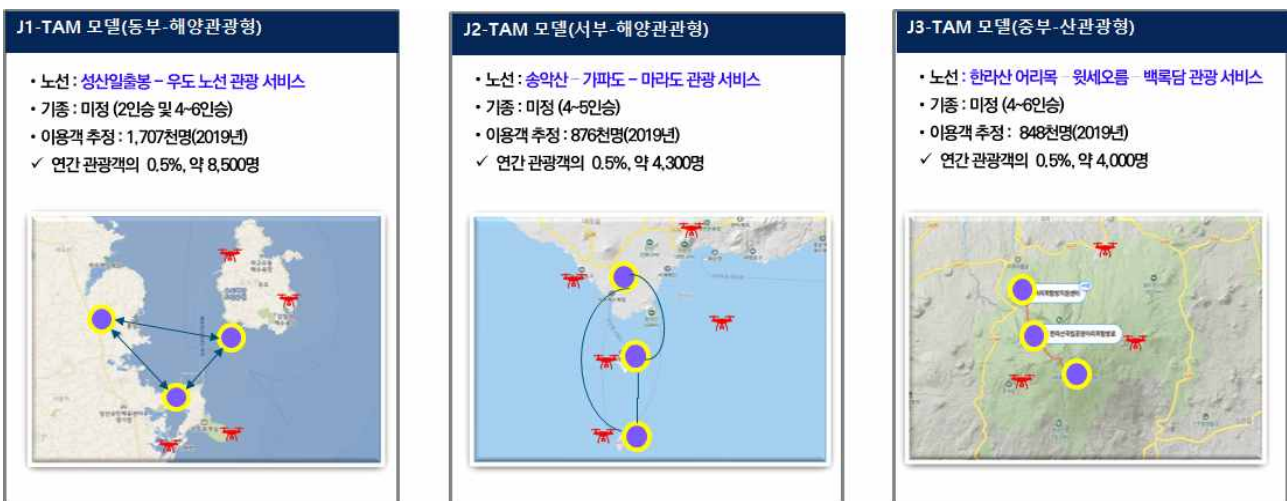 J1-TAM 모델(동부-해양관광형)
• 노선 : 성산일출봉 – 우도 노선 관광 서비스
• 기종 : 미정 (2인승 및 4~6인승)
• 이용객 추정 : 1,707천명(2019년)
✓ 연간 관광객의 0.5%, 약 8,500명
J2-TAM 모델(서부-해양관관형)
• 노선 : 송악산 – 가파도 – 마라도 관광 서비스
• 기종 : 미정 (4~5인승)
• 이용객 추정 : 876천명(2019년)
✓ 연간 관광객의 0.5%, 약 4,300명
J3-TAM 모델(중부-산관광형)
• 노선 : 한라산 어리목 – 윗세오름 – 백록담 관광 서비스
• 기종 : 미정 (4~6인승)
• 이용객 추정 : 848천명(2019년)
✓ 연간 관광객의 0.5%, 약 4,000명